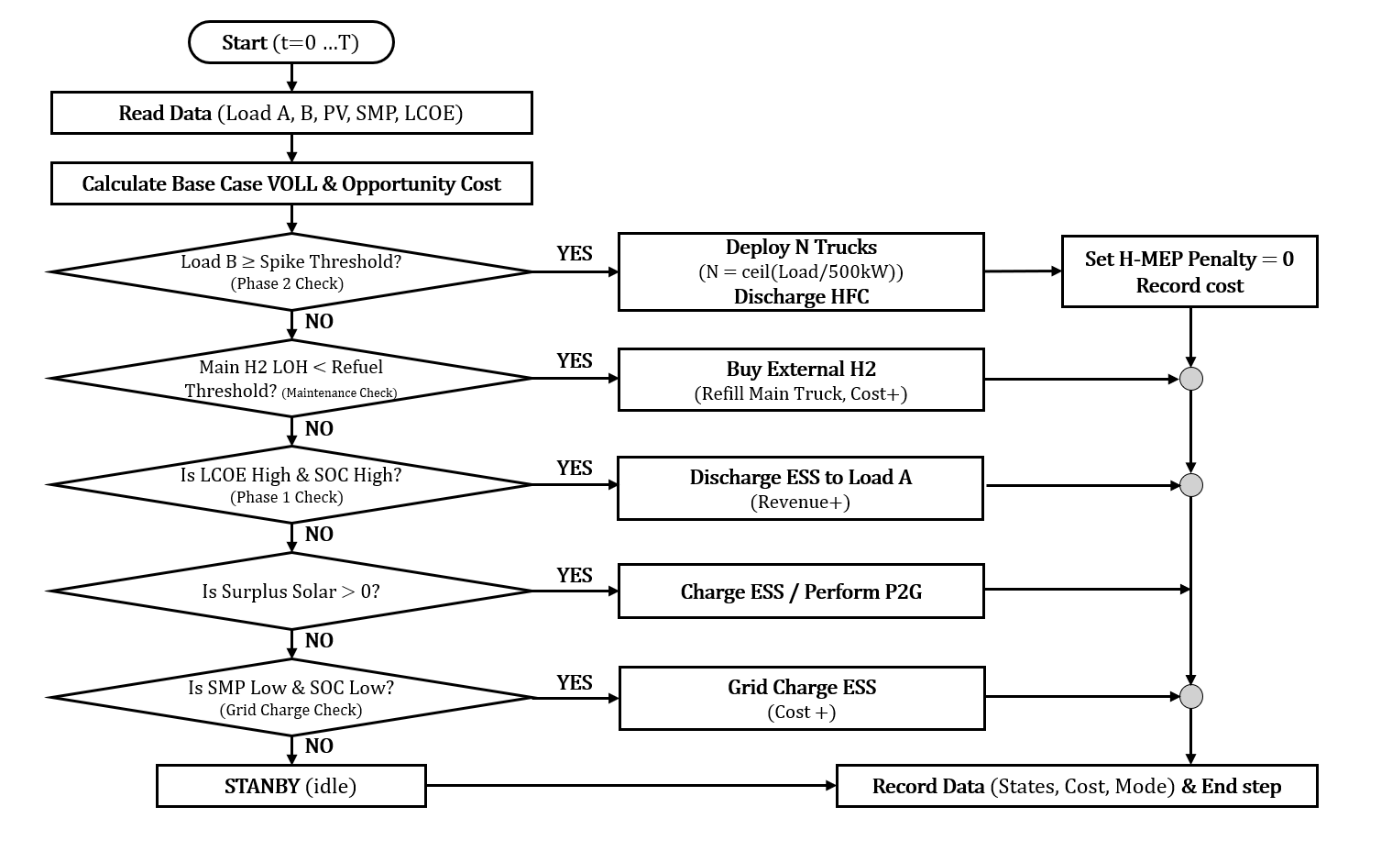 Start (t=0 ...T)
Read Data (Load A, B, PV, SMP, LCOE)
Calculate Base Case VOLL & Opportunity Cost
Load B ≥ Spike Threshold?
(Phase 2 Check)
YES
Deploy N Trucks
(N = ceil(Load/500kW))
Discharge HFC
Set H-MEP Penalty = 0
Record cost
NO
Main H2 LOH < Refuel
Threshold? (Maintenance Check)
YES
Buy External H2
(Refill Main Truck, Cost+)
NO
Is LCOE High & SOC High?
(Phase 1 Check)
YES
Discharge ESS to Load A
(Revenue+)
NO
Is Surplus Solar > 0?
YES
Charge ESS / Perform P2G
NO
Is SMP Low & SOC Low?
(Grid Charge Check)
YES
Grid Charge ESS
(Cost +)
NO
STANBY (idle)
Record Data (States, Cost, Mode) & End step